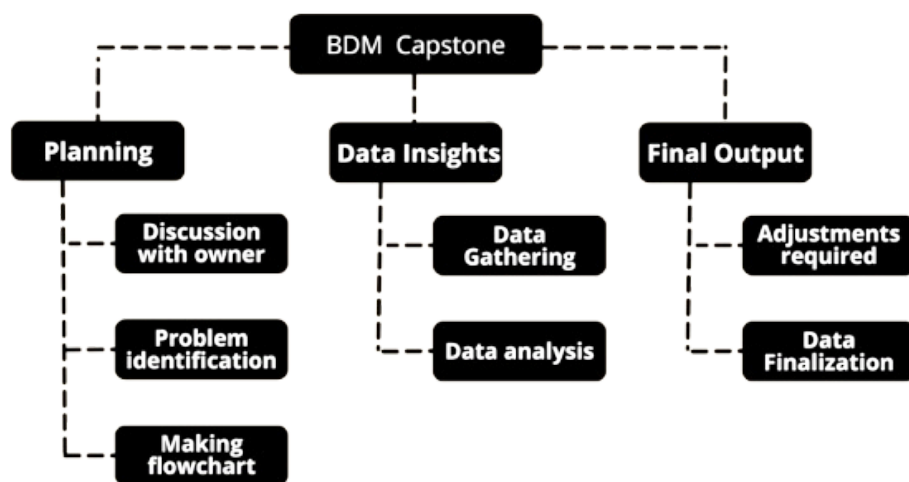 BDM Capstone
Planning
Discussion
with owner
Problem
identification
Making
flowchart
Data Insights
Data
Gathering
Data analysis
Final Output
Adjustments
required
Data
Finalization